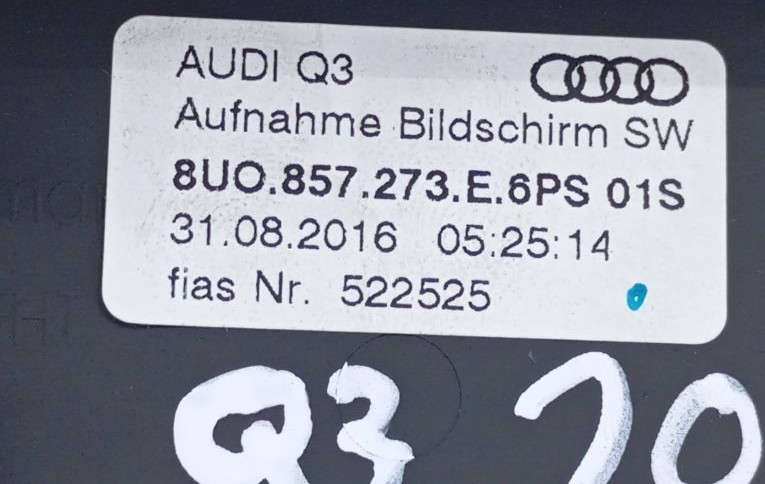 AUDI Q3
Aufnahme Bildschirm SW
8U0.857.273.E.6PS 01S
31.08.2016 05:25:14
fias Nr. 522525
Q3 20